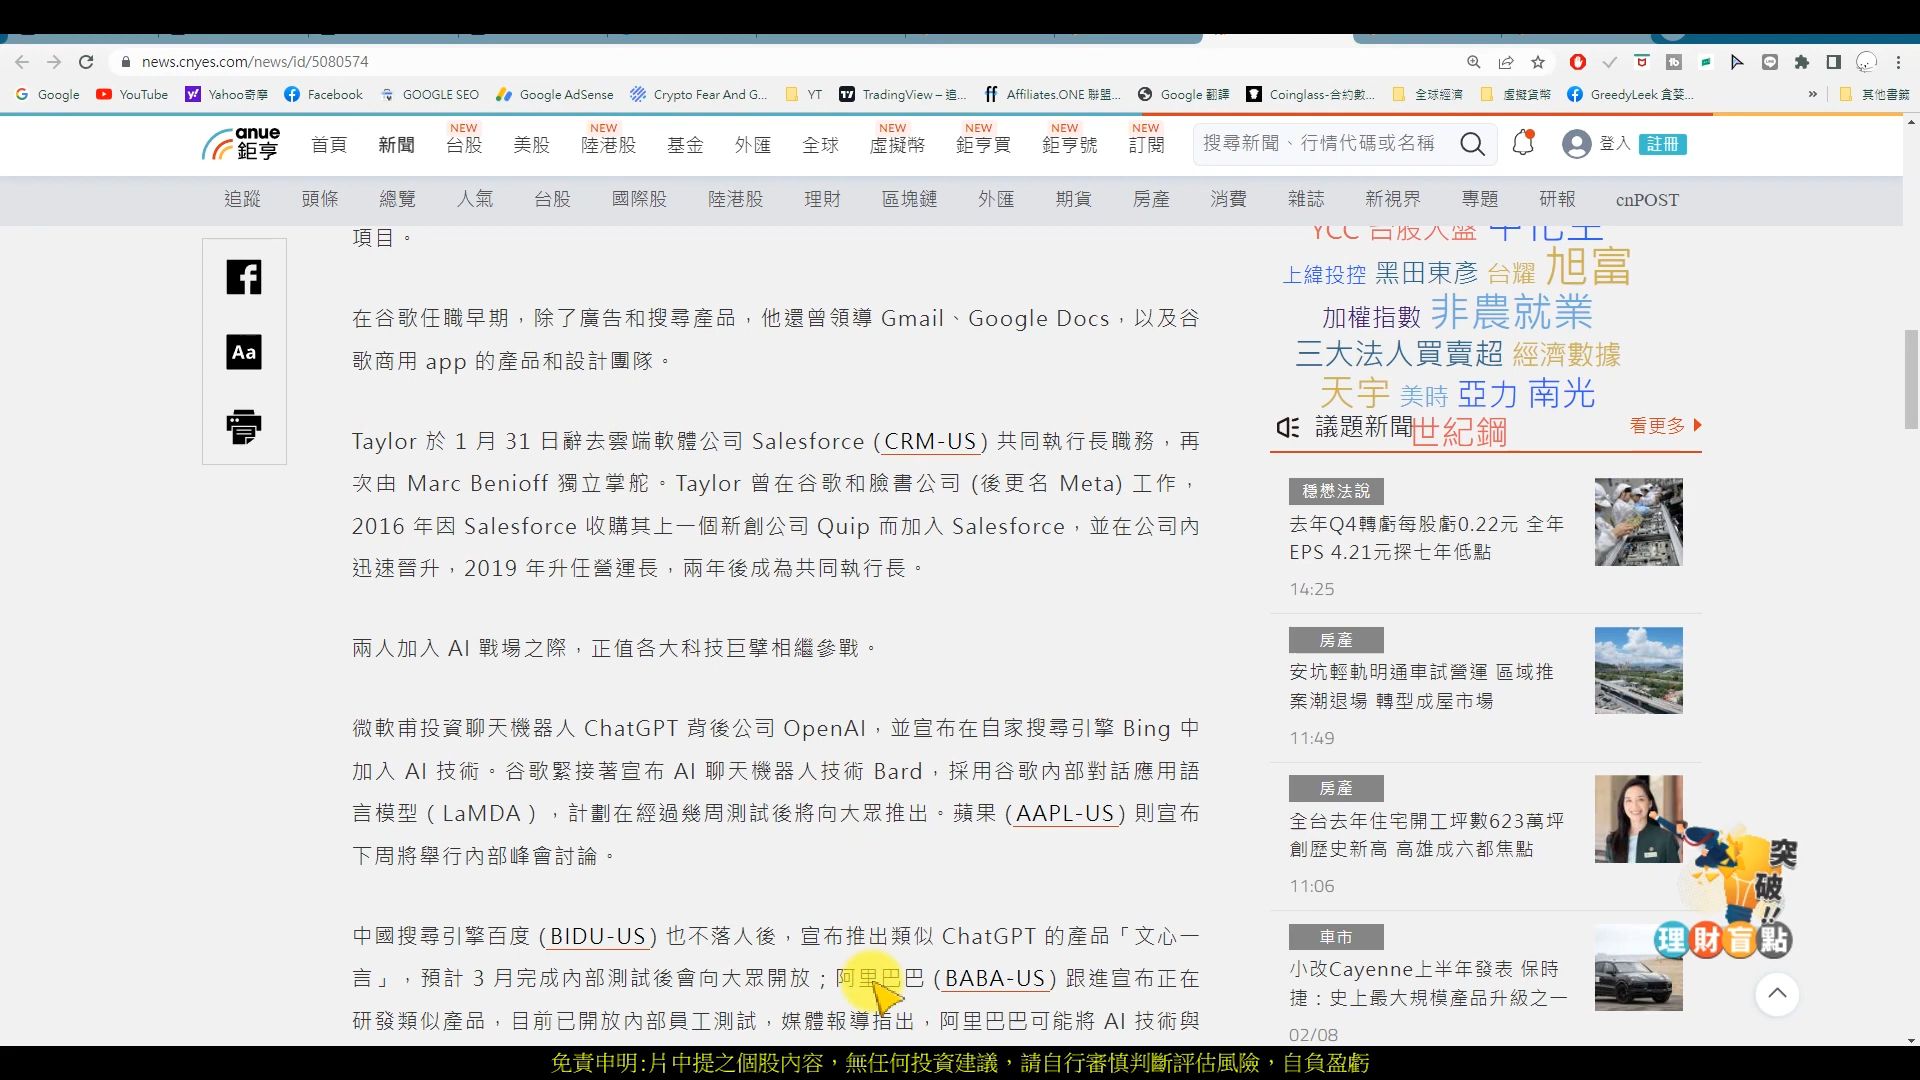 news.cnyes.com/news/id/5080574
Google YouTube Yahoo奇摩 Facebook GOOGLE SEO Google AdSense Crypto Fear And G... YT TradingView – 追... Affiliates.ONE 聯盟... Google 翻譯 Coinglass-合約數... 全球經濟 虛擬貨幣 GreedyLeek 貪婪... » 其他書籤
anue
鉅亨
首頁 新聞 NEW 台股 美股 NEW 陸港股 基金 外匯 全球 NEW 虛擬幣 NEW 鉅亨買 NEW 鉅亨號 NEW 訂閱 搜尋新聞、行情代碼或名稱 登入 註冊
追蹤 頭條 總覽 人氣 台股 國際股 陸港股 理財 區塊鏈 外匯 期貨 房產 消費 雜誌 新視界 專題 研報 cnPOST
項目。
Aa
在谷歌任職早期，除了廣告和搜尋產品，他還曾領導 Gmail、Google Docs，以及谷
歌商用 app 的產品和設計團隊。
Taylor 於 1 月 31 日辭去雲端軟體公司 Salesforce (CRM-US) 共同執行長職務，再
次由 Marc Benioff 獨立掌舵。Taylor 曾在谷歌和臉書公司 (後更名 Meta) 工作，
2016 年因 Salesforce 收購其上一個新創公司 Quip 而加入 Salesforce，並在公司內
迅速晉升，2019 年升任營運長，兩年後成為共同執行長。
兩人加入 AI 戰場之際，正值各大科技巨擘相繼參戰。
微軟甫投資聊天機器人 ChatGPT 背後公司 OpenAI，並宣布在自家搜尋引擎 Bing 中
加入 AI 技術。谷歌緊接著宣布 AI 聊天機器人技術 Bard，採用谷歌內部對話應用語
言模型（LaMDA），計劃在經過幾周測試後將向大眾推出。蘋果 (AAPL-US) 則宣布
下周將舉行內部峰會討論。
中國搜尋引擎百度 (BIDU-US) 也不落人後，宣布推出類似 ChatGPT 的產品「文心一
言」，預計 3 月完成內部測試後會向大眾開放；阿里巴巴 (BABA-US) 跟進宣布正在
研發類似產品，目前已開放內部員工測試，媒體報導指出，阿里巴巴可能將 AI 技術與
YCC 台股大盤 中化生
上緯投控 黑田東彥 台耀 旭富
加權指數 非農就業
三大法人買賣超 經濟數據
天宇 美時 亞力 南光
世紀鋼
議題新聞 看更多
穩懋法說
去年Q4轉虧每股虧0.22元 全年
EPS 4.21元探七年低點
14:25
房產
安坑輕軌明通車試營運 區域推
案潮退場 轉型成屋市場
11:49
房產
全台去年住宅開工坪數623萬坪
創歷史新高 高雄成六都焦點
11:06
車市
小改Cayenne上半年發表 保時
捷：史上最大規模產品升級之一
02/08
突破!!
理財盲點
免責申明:片中提之個股內容，無任何投資建議，請自行審慎判斷評估風險，自負盈虧